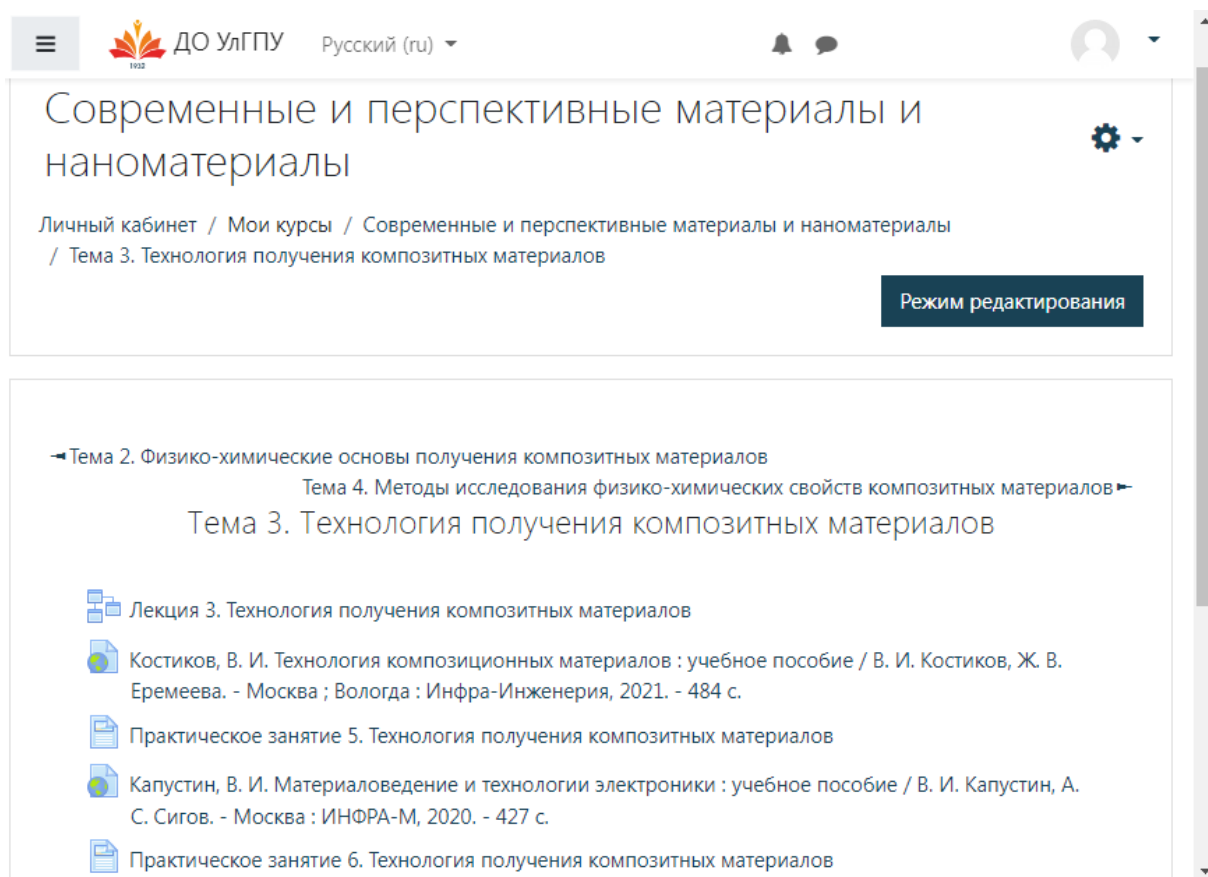 ДО УлГПУ Русский (ru)
1932
Современные и перспективные материалы и
наноматериалы
Личный кабинет / Мои курсы / Современные и перспективные материалы и наноматериалы
/ Тема 3. Технология получения композитных материалов
Режим редактирования
Тема 2. Физико-химические основы получения композитных материалов
Тема 4. Методы исследования физико-химических свойств композитных материалов
Тема 3. Технология получения композитных материалов
Лекция 3. Технология получения композитных материалов
Костиков, В. И. Технология композиционных материалов : учебное пособие / В. И. Костиков, Ж. В.
Еремеева. - Москва ; Вологда : Инфра-Инженерия, 2021. - 484 с.
Практическое занятие 5. Технология получения композитных материалов
Капустин, В. И. Материаловедение и технологии электроники : учебное пособие / В. И. Капустин, А.
С. Сигов. - Москва : ИНФРА-М, 2020. - 427 с.
Практическое занятие 6. Технология получения композитных материалов